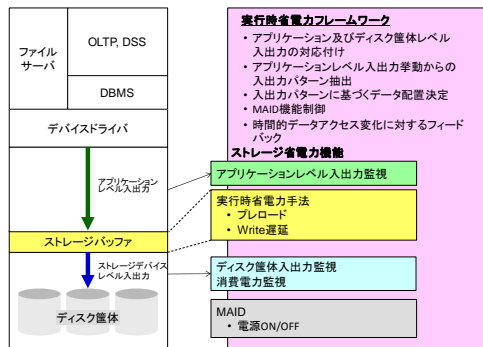 ファイル
サーバ
OLTP, DSS
DBMS
デバイスドライバ
アプリケーション
レベル入出力
ストレージバッファ
ストレージデバイス
レベル入出力
ディスク筐体
実行時省電力フレームワーク
• アプリケーション及びディスク筐体レベル
入出力の対応付け
• アプリケーションレベル入出力挙動からの
入出力パターン抽出
• 入出力パターンに基づくデータ配置決定
• MAID機能制御
• 時間的データアクセス変化に対するフィード
バック
ストレージ省電力機能
アプリケーションレベル入出力監視
実行時省電力手法
• プレロード
• Write遅延
ディスク筐体入出力監視
消費電力監視
MAID
• 電源ON/OFF